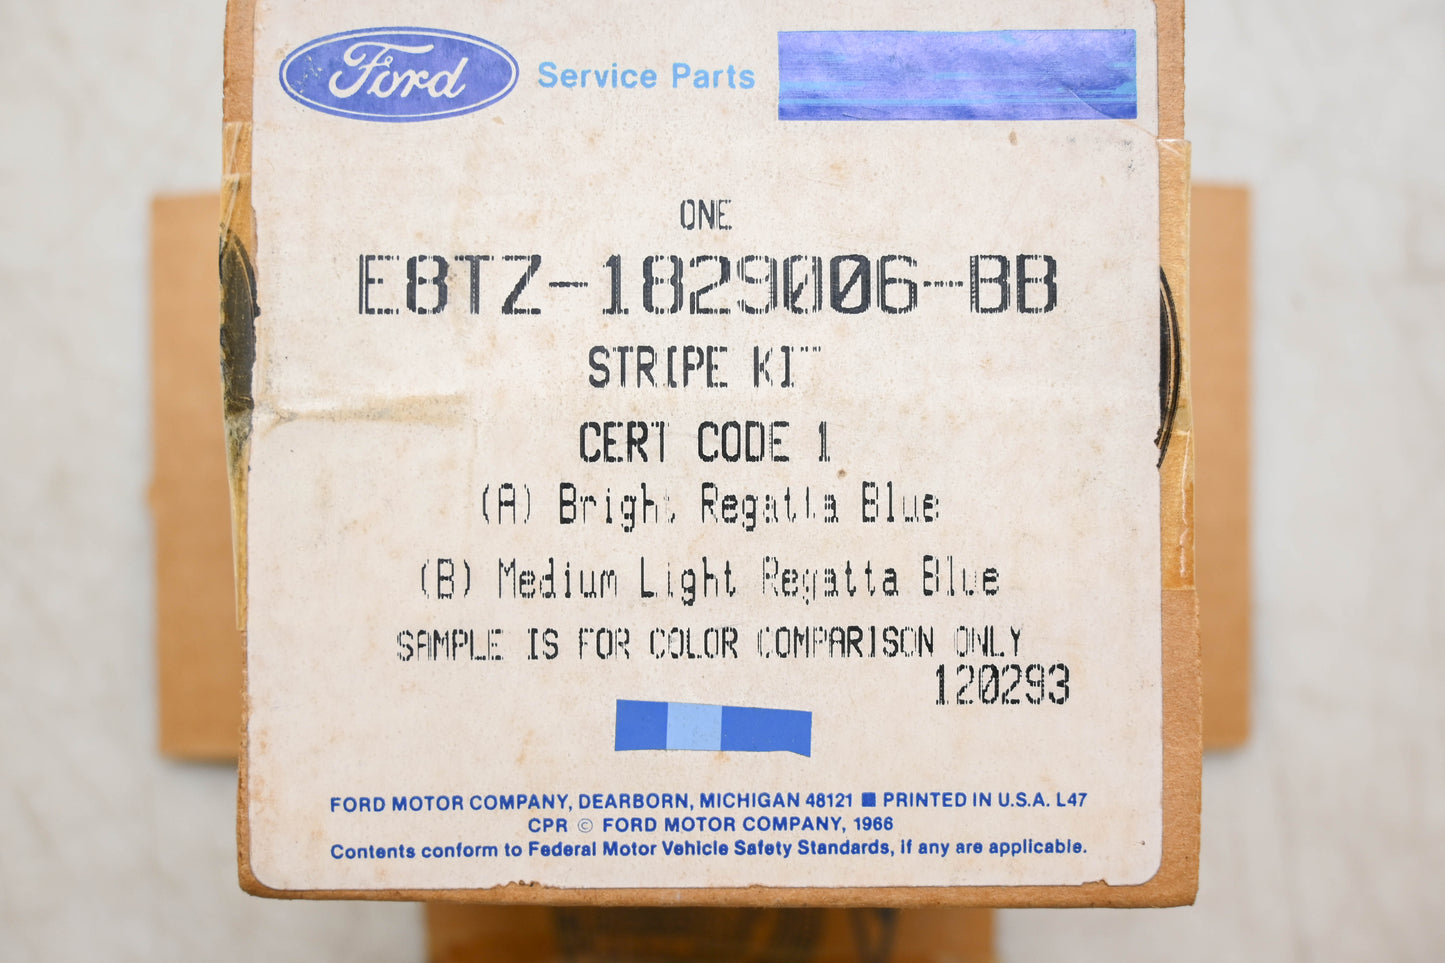 Ford Service Parts
ONE
E8TZ-1829006-BB
STRIPE KIT
CERT CODE 1
(A) Bright Regatta Blue
(B) Medium Light Regatta Blue
SAMPLE IS FOR COLOR COMPARISON ONLY
120293
FORD MOTOR COMPANY, DEARBORN, MICHIGAN 48121 ■ PRINTED IN U.S.A. L47
CPR © FORD MOTOR COMPANY, 1966
Contents conform to Federal Motor Vehicle Safety Standards, if any are applicable.